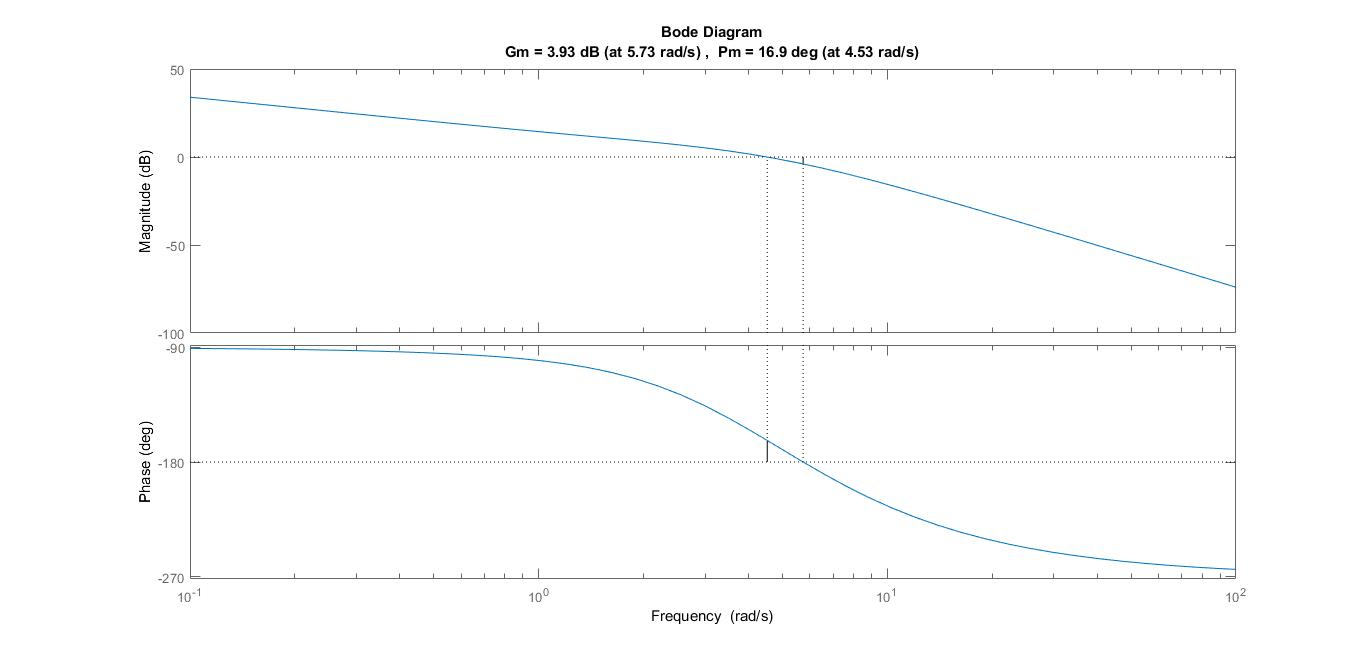 Bode Diagram
Gm = 3.93 dB (at 5.73 rad/s) ,  Pm = 16.9 deg (at 4.53 rad/s)
50
0
-50
-100
Magnitude (dB)
-90
-180
-270
Phase (deg)
10^-1
10^0
10^1
10^2
Frequency  (rad/s)